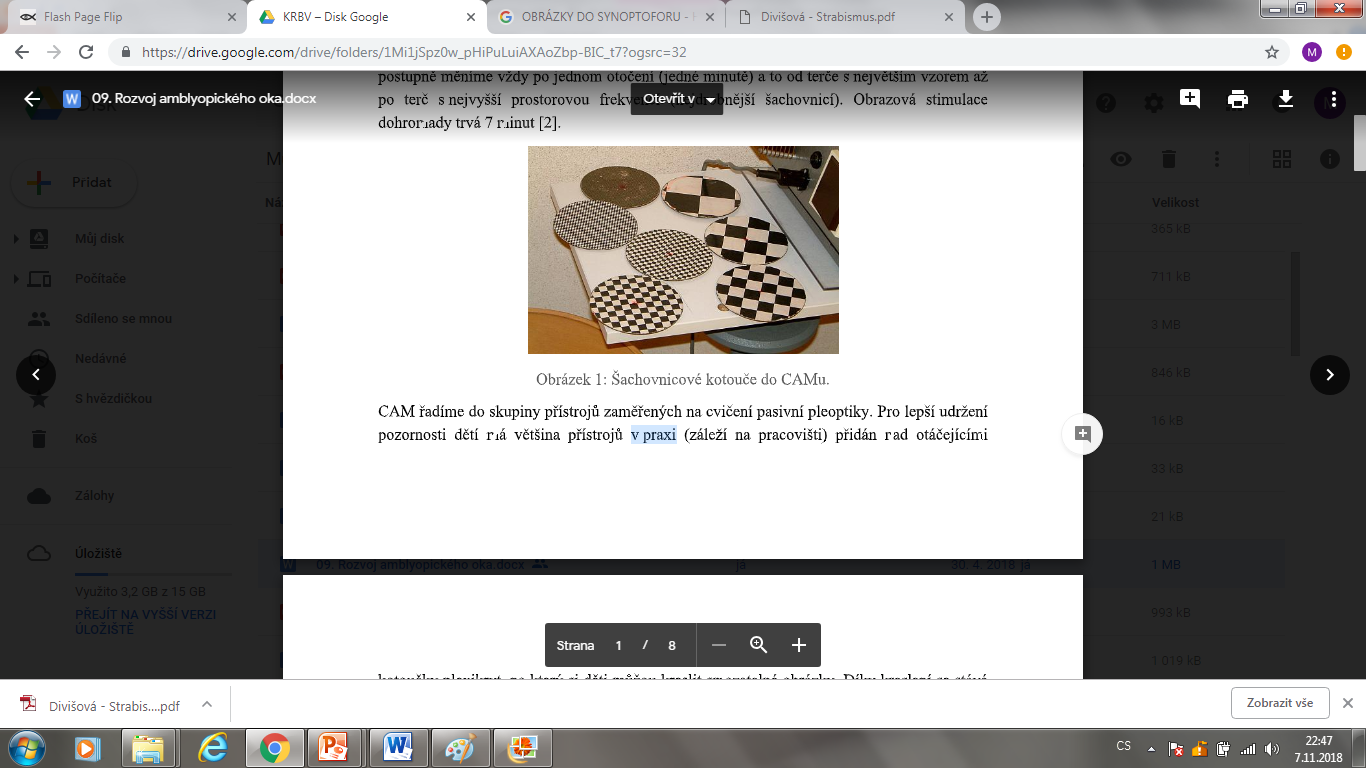 Flash Page Flip
KRBV – Disk Google
OBRÁZKY DO SYNOPTOFORU -
Divišová - Strabismus.pdf
https://drive.google.com/drive/folders/1Mi1jSpz0w_pHiPuLuiAXAoZbp-BIC_t7?ogsrc=32
M
postupně měníme vždy po jednom otočení (jedné minutě) a to od terče s největším vzorem až
09. Rozvoj amblyopického oka.docx
Otevřít v
po terč s nejvyšší prostorovou šachovnicí). Obrazová stimulace
dohromady trvá 7 minut [2].
Přidat
Velikost
Můj disk
365 kB
Počítače
711 kB
Sdíleno se mnou
3 MB
Nedávné
846 kB
Obrázek 1: Šachovnicové kotouče do CAMu.
S hvězdičkou
16 kB
CAM řadíme do skupiny přístrojů zaměřených na cvičení pasivní pleoptiky. Pro lepší udržení
pozornosti dětí má většina přístrojů v praxi (záleží na pracovišti) přidán nad otáčejícími
Koš
33 kB
Zálohy
21 kB
Úložiště
09. Rozvoj amblyopického oka.docx
já
30. 4. 2018 já
1 MB
Využito 3,2 GB z 15 GB
993 kB
PŘEJÍT NA VYŠŠÍ VERZI
ÚLOŽIŠTĚ
Strana 1 / 8
1 019 kB
Divišová - Strabis....pdf
Zobrazit vše
CS
22:47
7.11.2018